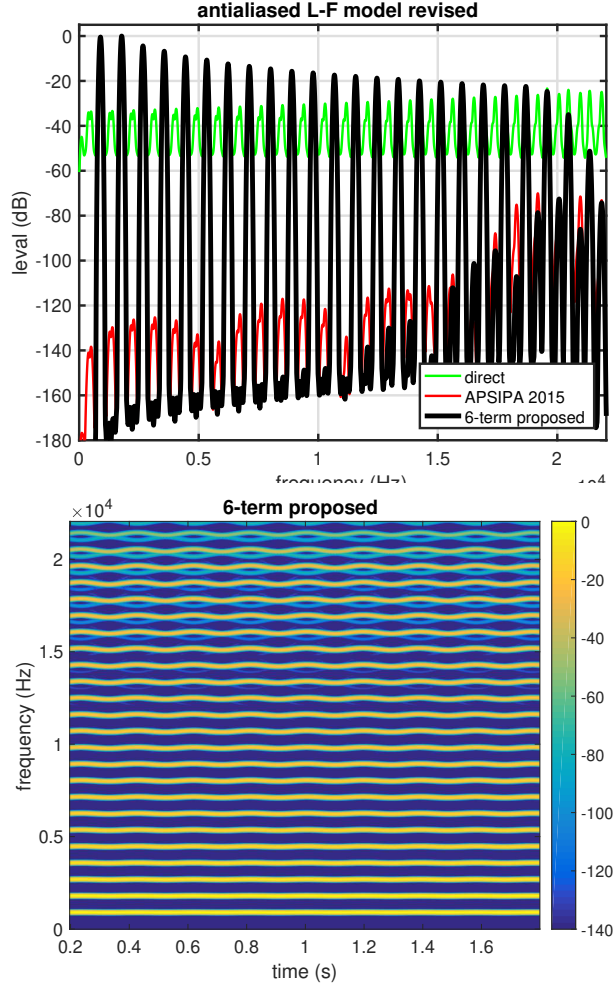 antialiased L-F model revised
0
-20
-40
-60
-80
-100
-120
-140
-160
-180
leval (dB)
direct
APSIPA 2015
6-term proposed
0 0.5 1 1.5 2
frequency (Hz)
6-term proposed
×10⁴
2
1.5
1
0.5
0
frequency (Hz)
0.2 0.4 0.6 0.8 1 1.2 1.4 1.6
time (s)
0
-20
-40
-60
-80
-100
-120
-140